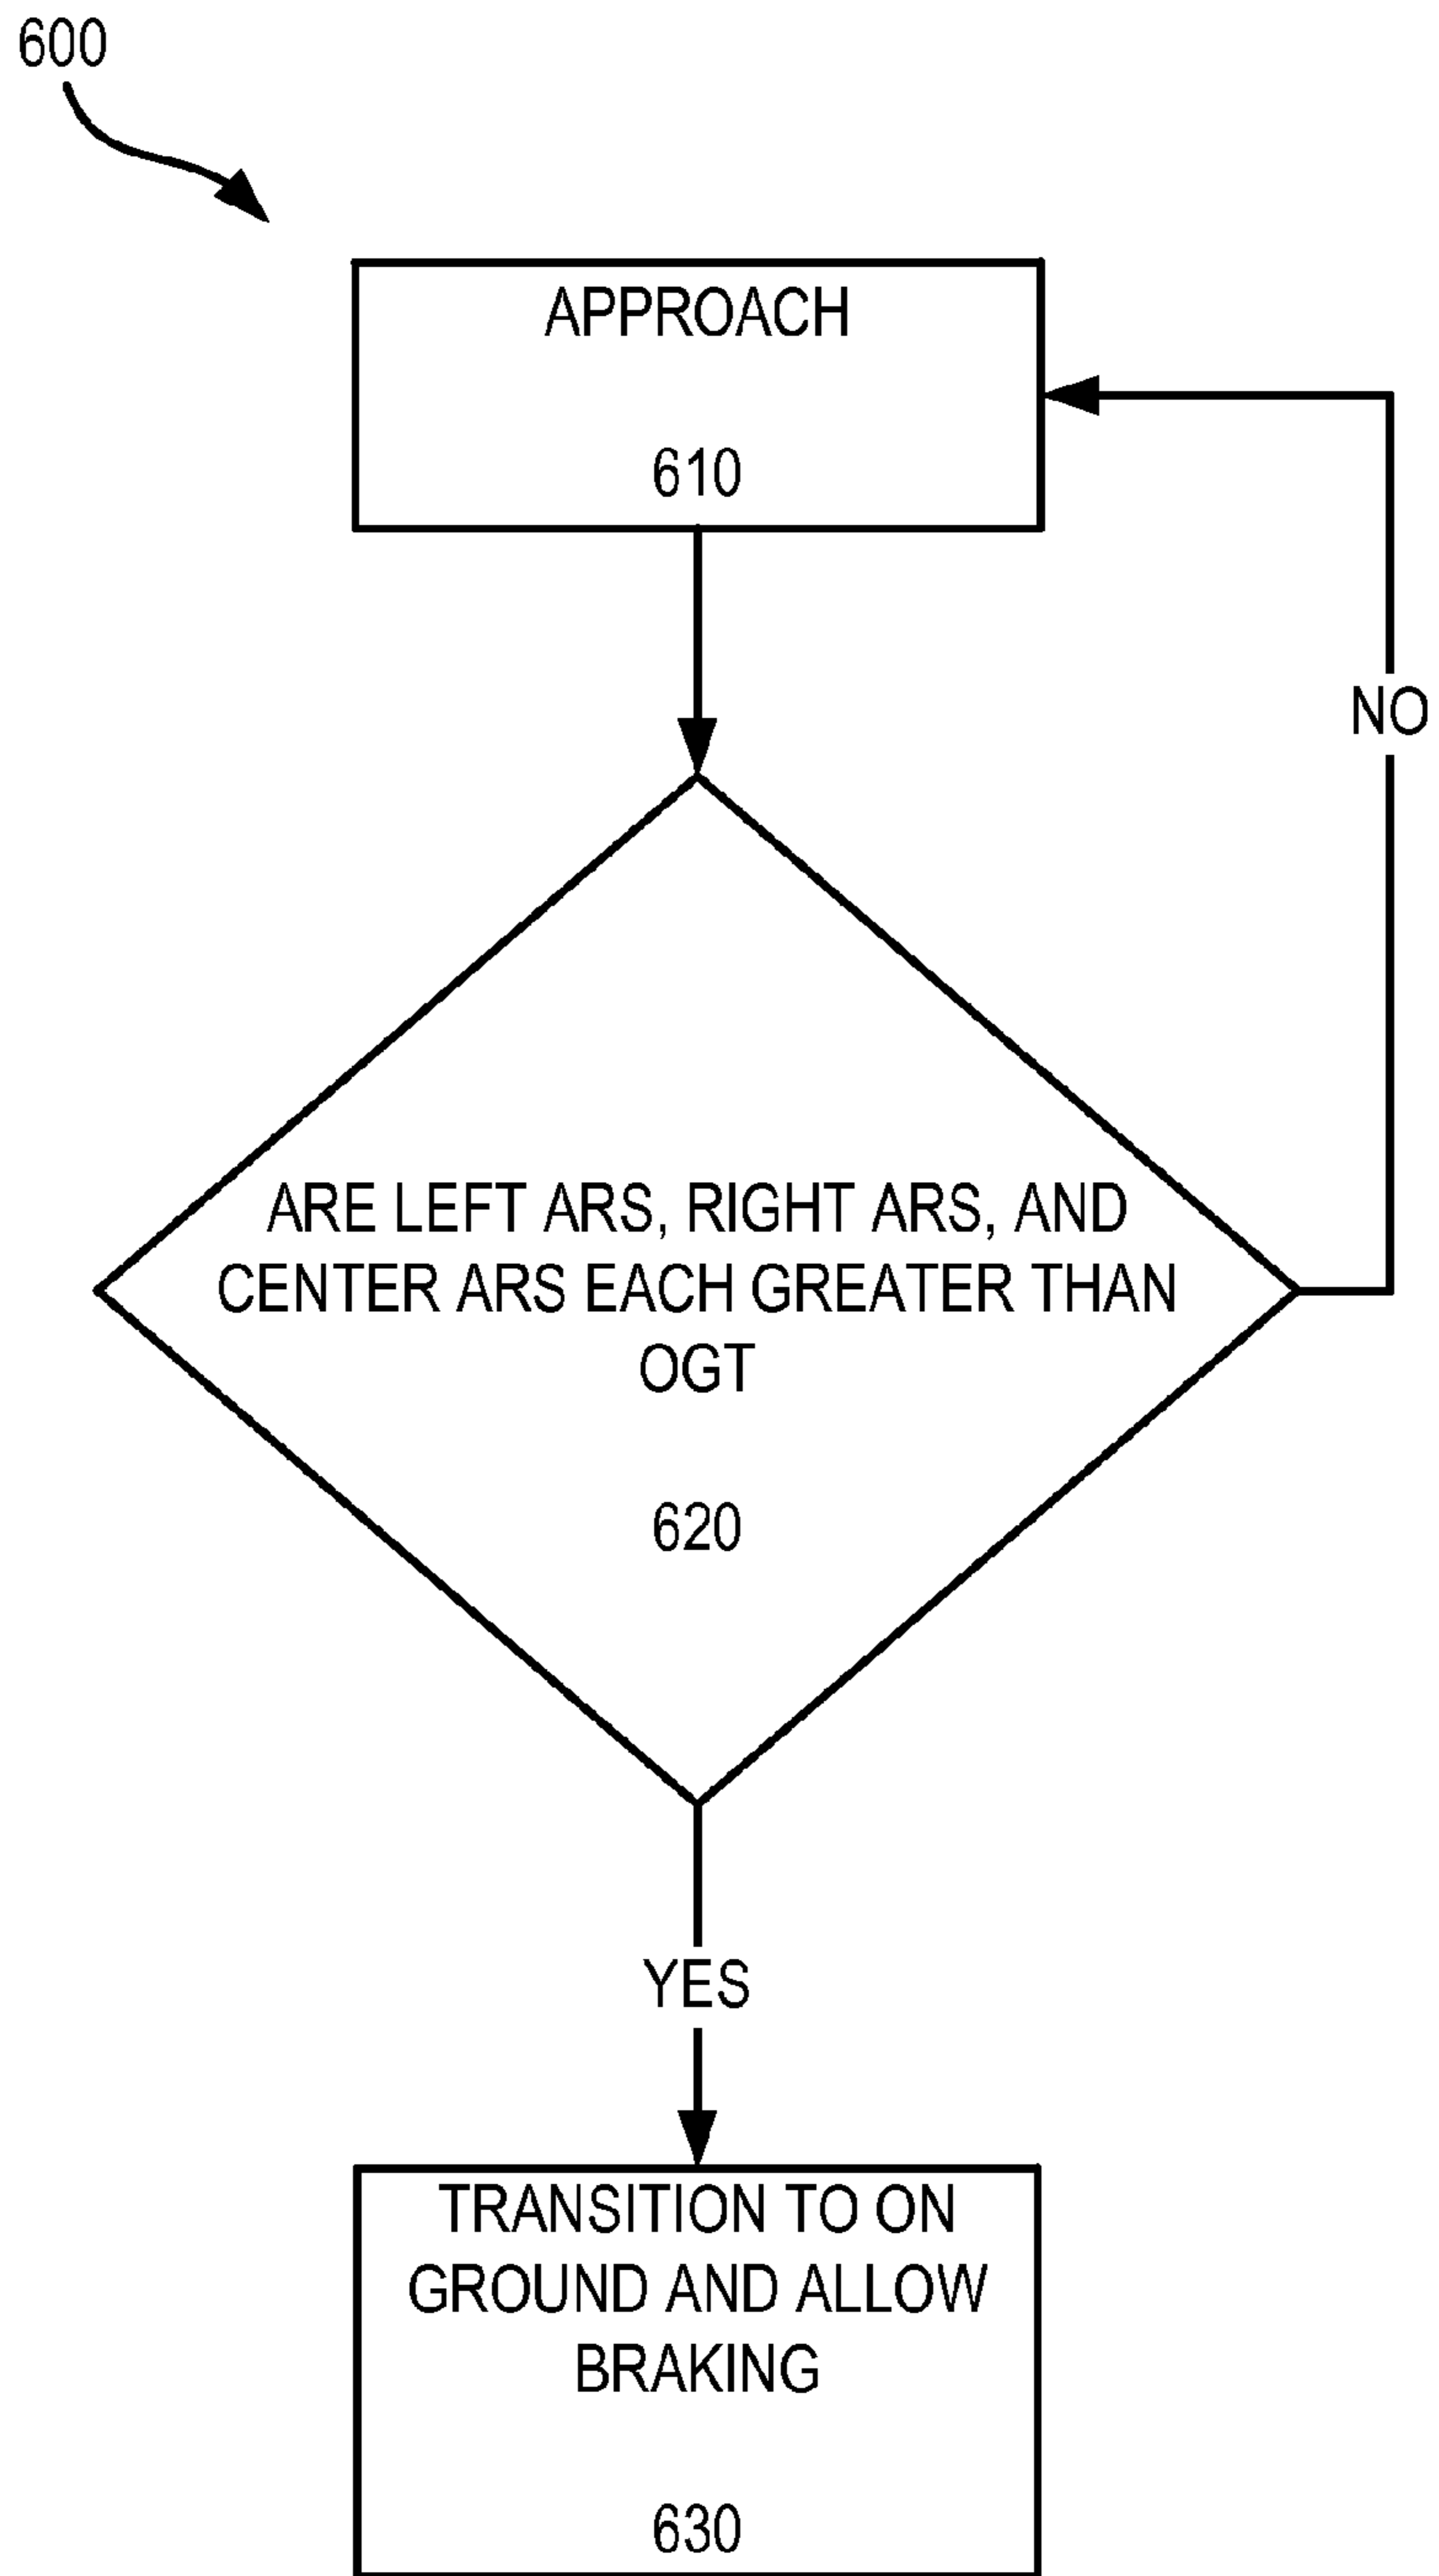 600
APPROACH
610
NO
ARE LEFT ARS, RIGHT ARS, AND
CENTER ARS EACH GREATER THAN
OGT
620
YES
TRANSITION TO ON
GROUND AND ALLOW
BRAKING
630